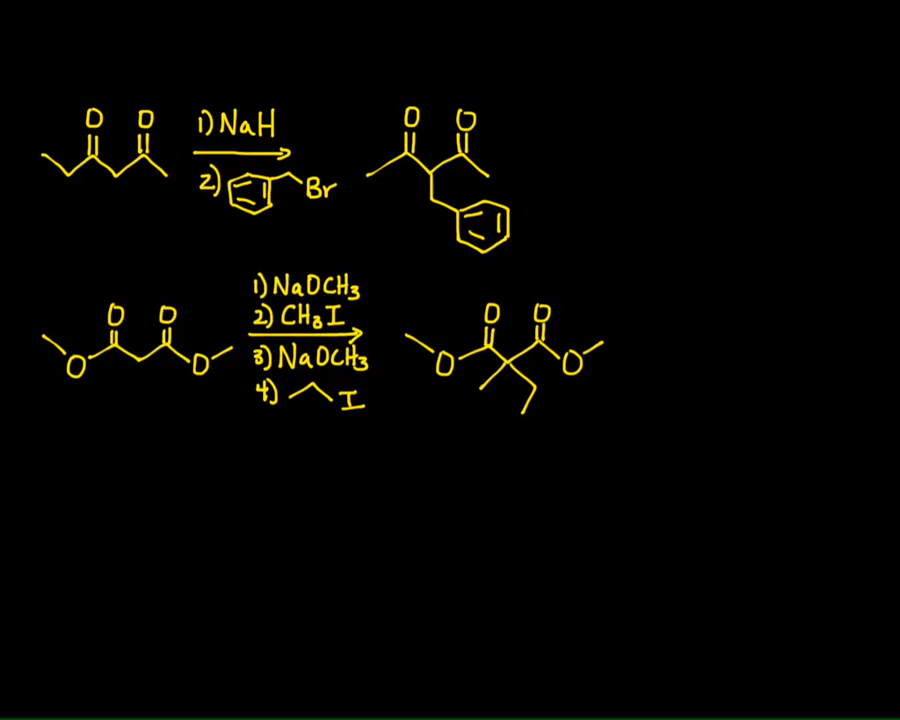 O O 1) NaH O O
2) Br
1) NaOCH3
O O 2) CH3I O O
O O 3) NaOCH3 O O
4) I